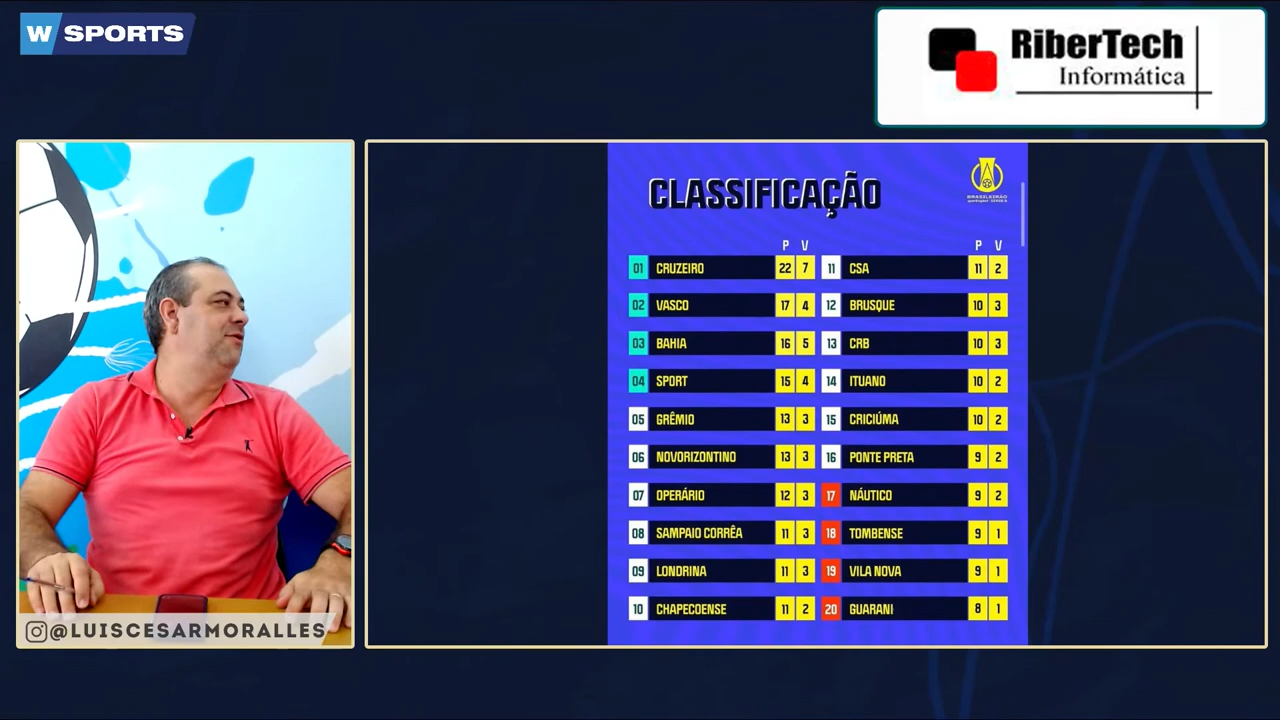 W SPORTS
RiberTech
Informática
CLASSIFICAÇÃO
BRASILEIRÃO
P V
01 CRUZEIRO 22 7
02 VASCO 17 4
03 BAHIA 16 5
04 SPORT 15 4
05 GRÊMIO 13 3
06 NOVORIZONTINO 13 3
07 OPERÁRIO 12 3
08 SAMPAIO CORRÊA 11 3
09 LONDRINA 11 3
10 CHAPECOENSE 11 2
P V
11 CSA 11 2
12 BRUSQUE 10 3
13 CRB 10 3
14 ITUANO 10 2
15 CRICIÚMA 10 2
16 PONTE PRETA 9 2
17 NÁUTICO 9 2
18 TOMBENSE 9 1
19 VILA NOVA 9 1
20 GUARANI 8 1
@LUISCESARMORALLES